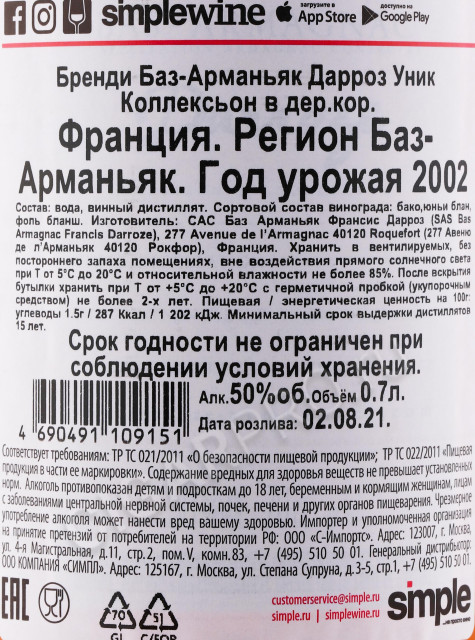 simplewine загрузите в App Store доступно на Google Play
Бренди Баз-Арманьяк Дарроз Уник
Коллексьон в дер.кор.
Франция. Регион Баз-
Арманьяк. Год урожая 2002
Состав: вода, винный дистиллят. Сортовой состав винограда: бако,юньи блан,
фоль бланш. Изготовитель: САС Баз Арманьяк Франсис Дарроз (SAS Bas
Armagnac Francis Darroze), 277 Avenue de l'Armagnac 40120 Roquefort (277 Авеню
де л'Арманьяк 40120 Рокфор), Франция. Хранить в вентилируемых, без
постороннего запаха помещениях, вне воздействия прямого солнечного света
при Т от 5°С до 20°С и относительной влажности не более 85%. После вскрытия
бутылки хранить при Т от +5°С до +20°С с герметичной пробкой (укупорочным
средством) не более 2-х лет. Пищевая / энергетическая ценность на 100г:
углеводы 1.5г / 287 Ккал / 1 202 кДж. Минимальный срок выдержки дистиллятов
15 лет.
Срок годности не ограничен при
соблюдении условий хранения.
Алк.50%об.объём 0.7л.
Дата розлива: 02.08.21.
4 690491 109151
Соответствует требованиям: ТР ТС 021/2011 «О безопасности пищевой продукции»; ТР ТС 022/2011 «Пищевая
продукция в части ее маркировки». Содержание вредных для здоровья веществ не превышает установленных
норм. Алкоголь противопоказан детям и подросткам до 18 лет, беременным и кормящим женщинам, лицам
с заболеваниями центральной нервной системы, почек, печени и других органов пищеварения. Чрезмерное
употребление алкоголя может нанести вред вашему здоровью. Импортер и уполномоченная организация
на принятие претензий от потребителей на территории РФ: ООО «С-Импортс». Адрес: 123007, г. Москва,
ул. 4-я Магистральная, д.11, стр.2, пом.V, комн.83, +7 (495) 510 50 01. Генеральный дистрибьютор:
ООО КОМПАНИЯ «СИМПЛ». Адрес: 125167, г. Москва, ул. Степана Супруна, д.3-5, стр.1, +7 (495) 510 50 01.
EAC 70 GL 51 C/FOR
customerservice@simple.ru
simple.ru | simplewine.ru
simple